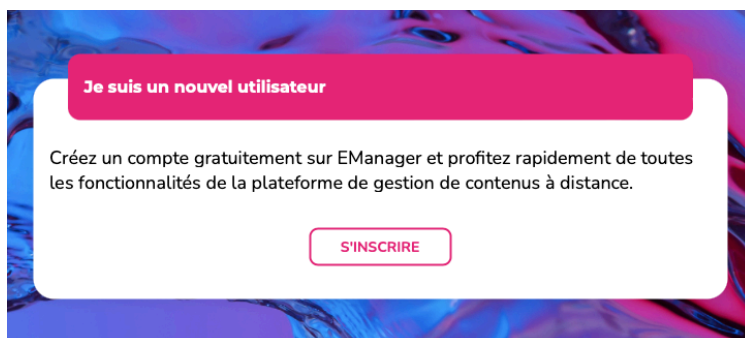 Je suis un nouvel utilisateur
Créez un compte gratuitement sur EManager et profitez rapidement de toutes
les fonctionnalités de la plateforme de gestion de contenus à distance.
S'INSCRIRE